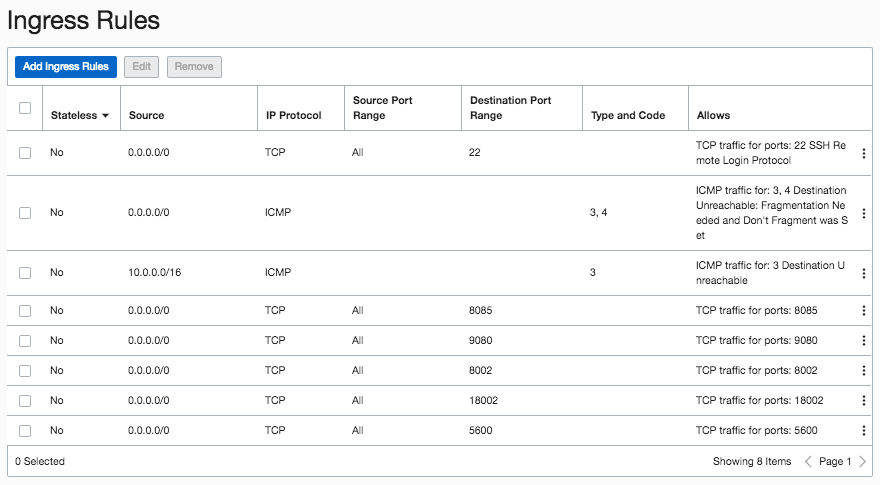 Ingress Rules
Add Ingress Rules Edit Remove
Stateless Source IP Protocol Source Port Range Destination Port Range Type and Code Allows
No 0.0.0.0/0 TCP All 22 TCP traffic for ports: 22 SSH Re
mote Login Protocol
No 0.0.0.0/0 ICMP 3, 4 ICMP traffic for: 3, 4 Destination
Unreachable: Fragmentation Ne
eded and Don't Fragment was S
et
No 10.0.0.0/16 ICMP 3 ICMP traffic for: 3 Destination U
nreachable
No 0.0.0.0/0 TCP All 8085 TCP traffic for ports: 8085
No 0.0.0.0/0 TCP All 9080 TCP traffic for ports: 9080
No 0.0.0.0/0 TCP All 8002 TCP traffic for ports: 8002
No 0.0.0.0/0 TCP All 18002 TCP traffic for ports: 18002
No 0.0.0.0/0 TCP All 5600 TCP traffic for ports: 5600
0 Selected Showing 8 Items Page 1